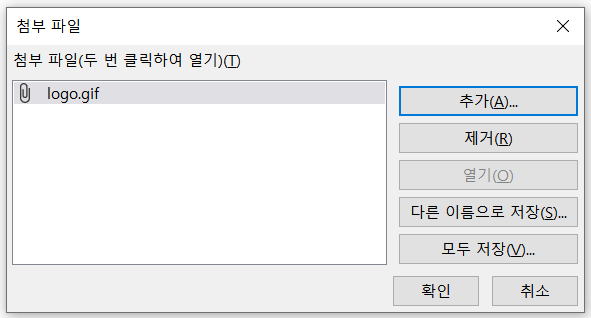 첨부 파일
첨부 파일(두 번 클릭하여 열기)(T)
logo.gif
추가(A)...
제거(R)
열기(O)
다른 이름으로 저장(S)...
모두 저장(V)...
확인
취소